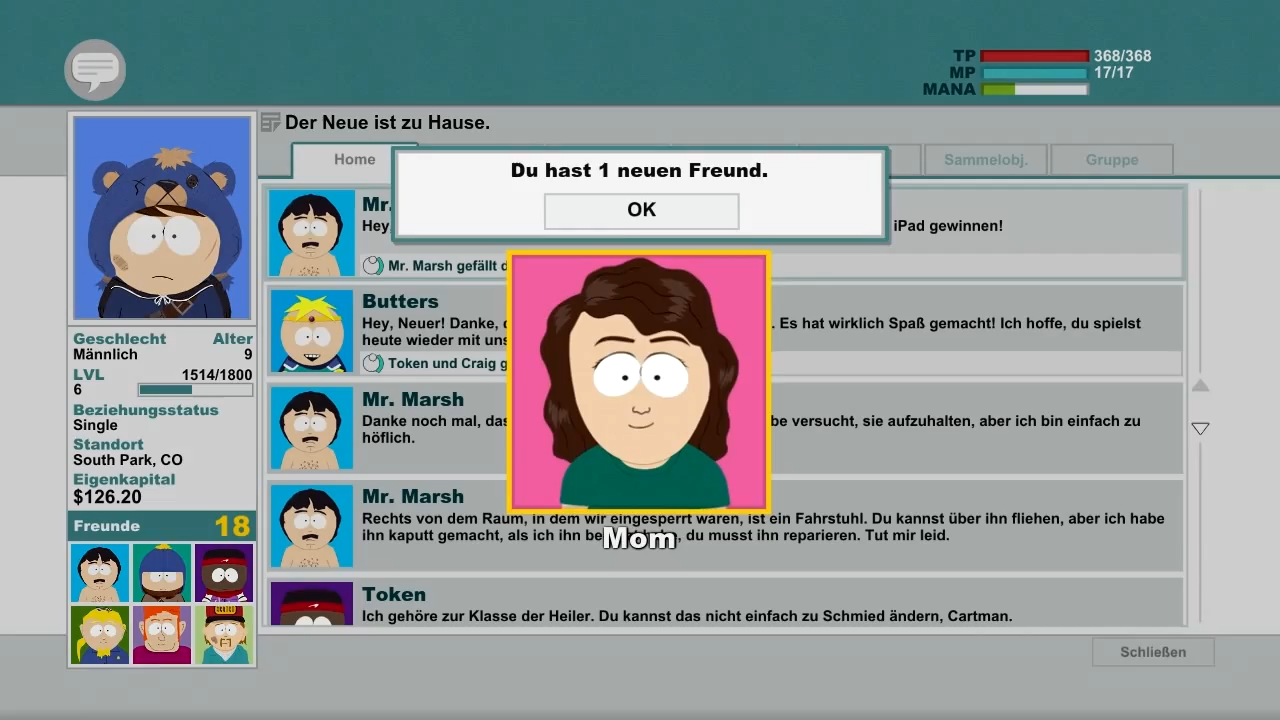 TP 368/368
MP 17/17
MANA
Der Neue ist zu Hause.
Home
Sammelobj.
Gruppe
Du hast 1 neuen Freund.
OK
Mr.
Hey iPad gewinnen!
Mr. Marsh gefällt
Butters
Hey, Neuer! Danke, . Es hat wirklich Spaß gemacht! Ich hoffe, du spielst
heute wieder mit uns
Token und Craig
Mr. Marsh
Danke noch mal, versucht, sie aufzuhalten, aber ich bin einfach zu
höflich.
Mr. Marsh
Rechts von dem Raum, in dem wir eingesperrt waren, ist ein Fahrstuhl. Du kannst über ihn fliehen, aber ich habe
ihn kaputt gemacht, als ich ihn du musst ihn reparieren. Tut mir leid.
Mom
Token
Ich gehöre zur Klasse der Heiler. Du kannst das nicht einfach zu Schmied ändern, Cartman.
Geschlecht Alter
Männlich 9
LVL 1514/1800
6
Beziehungsstatus
Single
Standort
South Park, CO
Eigenkapital
$126.20
Freunde 18
Schließen